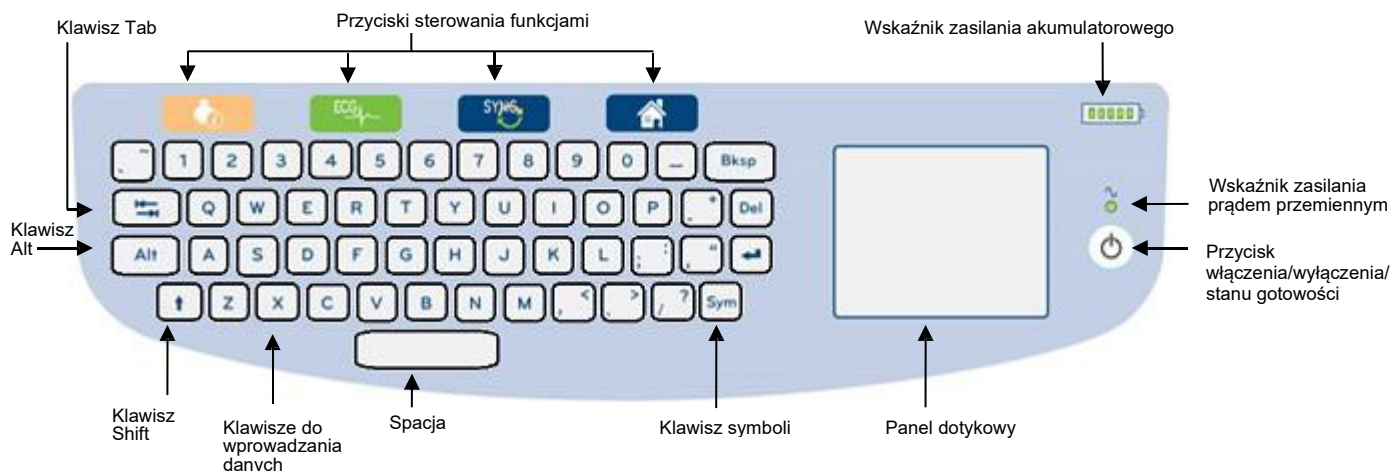 Klawisz Tab
Przyciski sterowania funkcjami
Wskaźnik zasilania akumulatorowego
ECG
SYNC
~ 1 2 3 4 5 6 7 8 9 0 _ Bksp
Q W E R T Y U I O P - + Del
Klawisz
Alt
Alt A S D F G H J K L ; : , "
Z X C V B N M , < . > / ? Sym
Wskaźnik zasilania
prądem przemiennym
Przycisk
włączenia/wyłączenia/
stanu gotowości
Klawisz
Shift
Klawisze do
wprowadzania
danych
Spacja
Klawisz symboli
Panel dotykowy